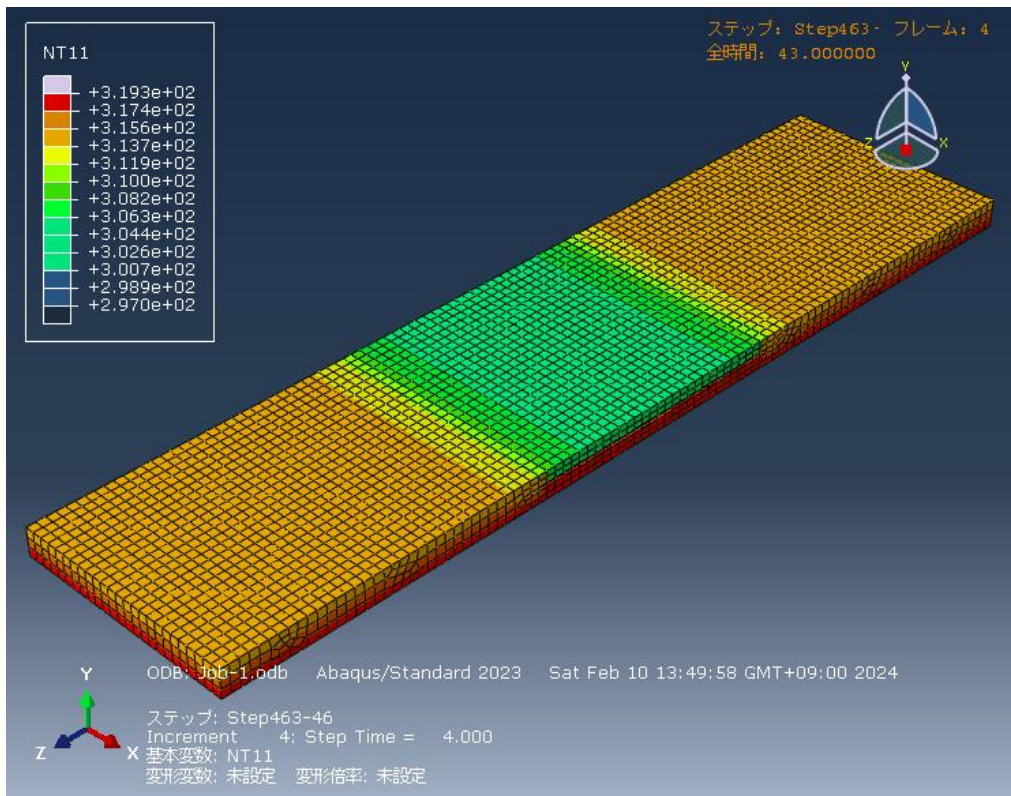 ステップ: Step463- フレーム: 4
全時間: 43.000000
NT11
+3.193e+02
+3.174e+02
+3.156e+02
+3.137e+02
+3.119e+02
+3.100e+02
+3.082e+02
+3.063e+02
+3.044e+02
+3.026e+02
+3.007e+02
+2.989e+02
+2.970e+02
Y
Z
X
ODB: Job-1.odb Abaqus/Standard 2023 Sat Feb 10 13:49:58 GMT+09:00 2024
Y
Z
X
ステップ: Step463-46
Increment 4: Step Time = 4.000
基本変数: NT11
変形変数: 未設定 変形倍率: 未設定